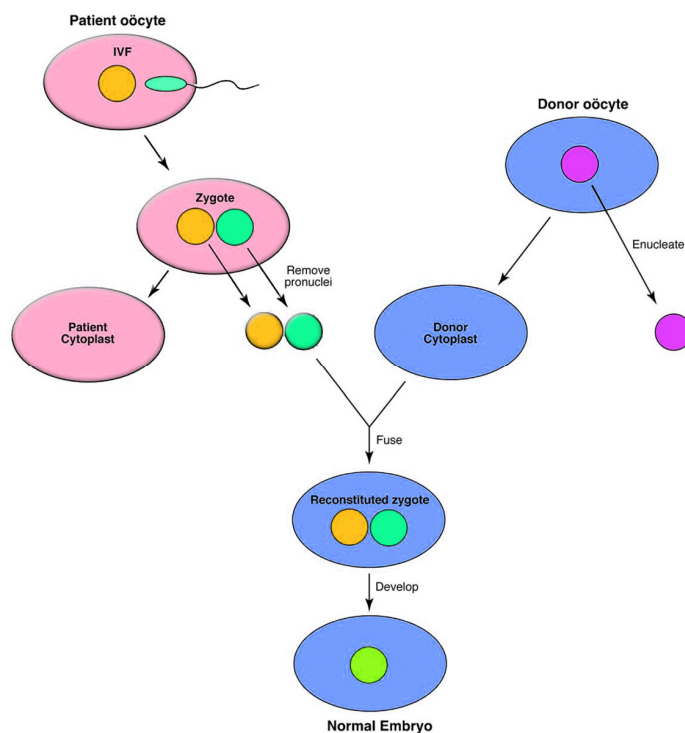 Patient oöcyte
IVF
Donor oöcyte
Zygote
Enucleate
Remove
pronuclei
Patient
Cytoplast
Donor
Cytoplast
Fuse
Reconstituted zygote
Develop
Normal Embryo